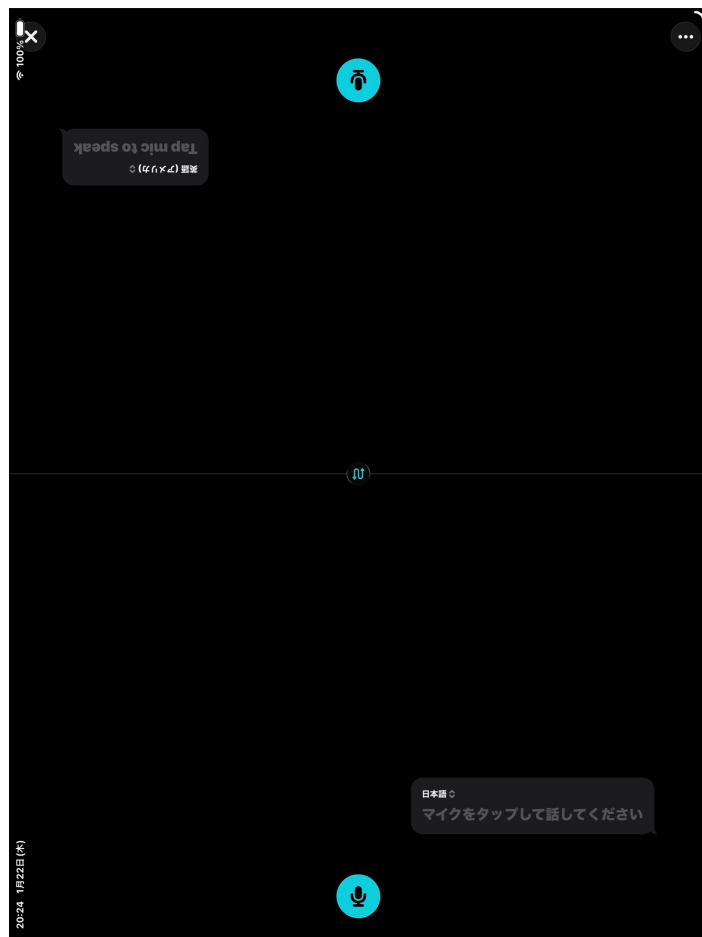 100%
Tap mic to speak
英語 (アメリカ)
日本語
マイクをタップして話してください
20:24 1月22日 (木)